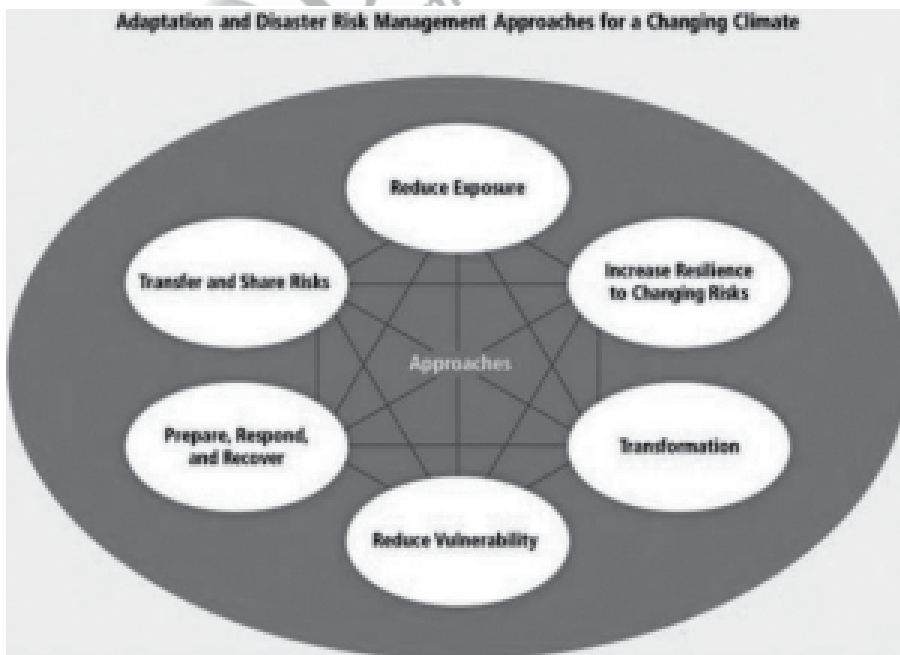 Adaptation and Disaster Risk Management Approaches for a Changing Climate
Reduce Exposure
Transfer and Share Risks
Increase Resilience
to Changing Risks
Approaches
Prepare, Respond,
and Recover
Transformation
Reduce Vulnerability